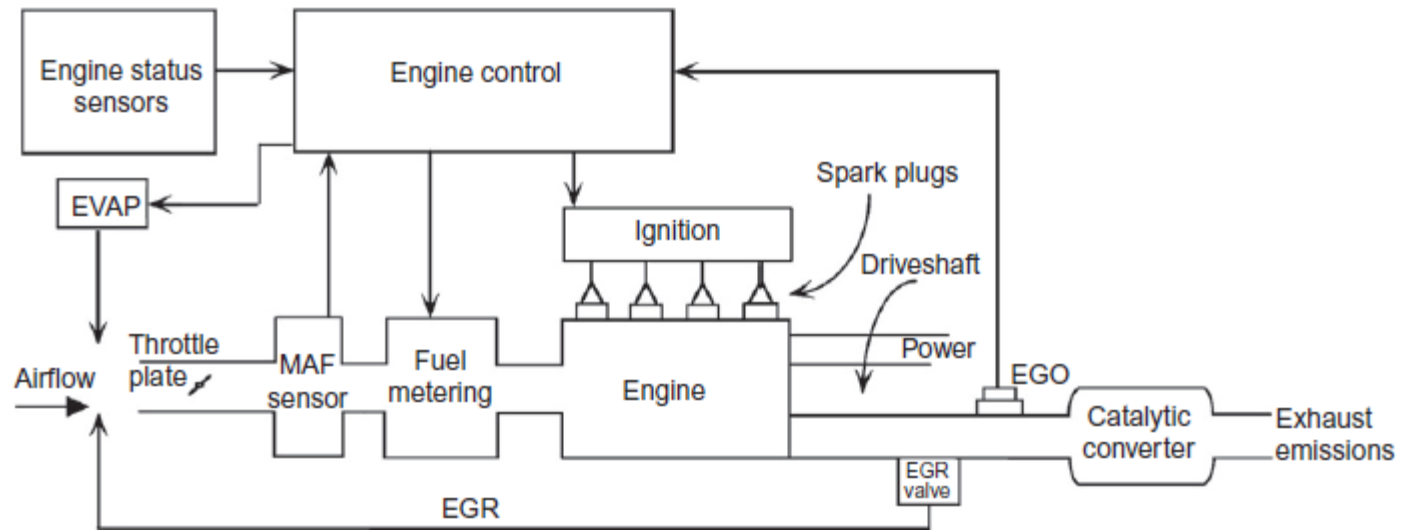 Engine status
sensors
Engine control
EVAP
Ignition
Spark plugs
Driveshaft
Airflow
Throttle
plate
MAF
sensor
Fuel
metering
Engine
Power
EGO
Catalytic
converter
Exhaust
emissions
EGR
valve
EGR